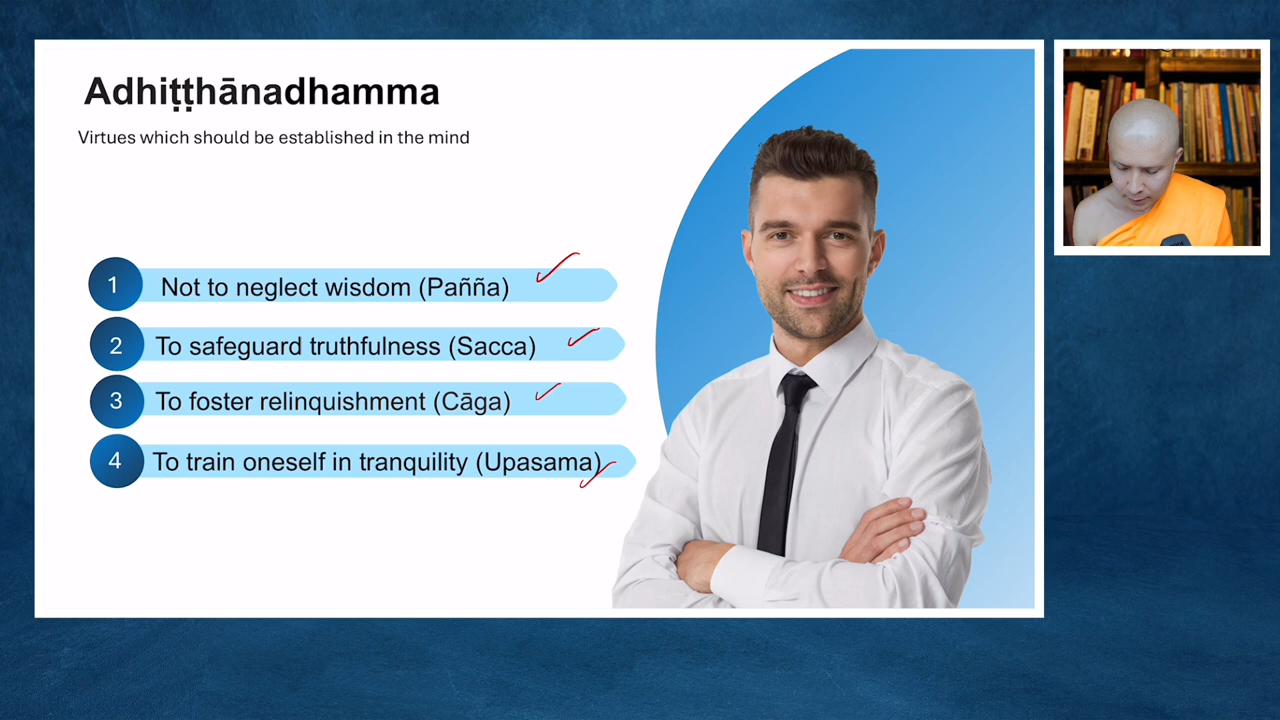 Adhiṭṭhānadhamma
Virtues which should be established in the mind
1 Not to neglect wisdom (Pañña)
2 To safeguard truthfulness (Sacca)
3 To foster relinquishment (Cāga)
4 To train oneself in tranquility (Upasama)